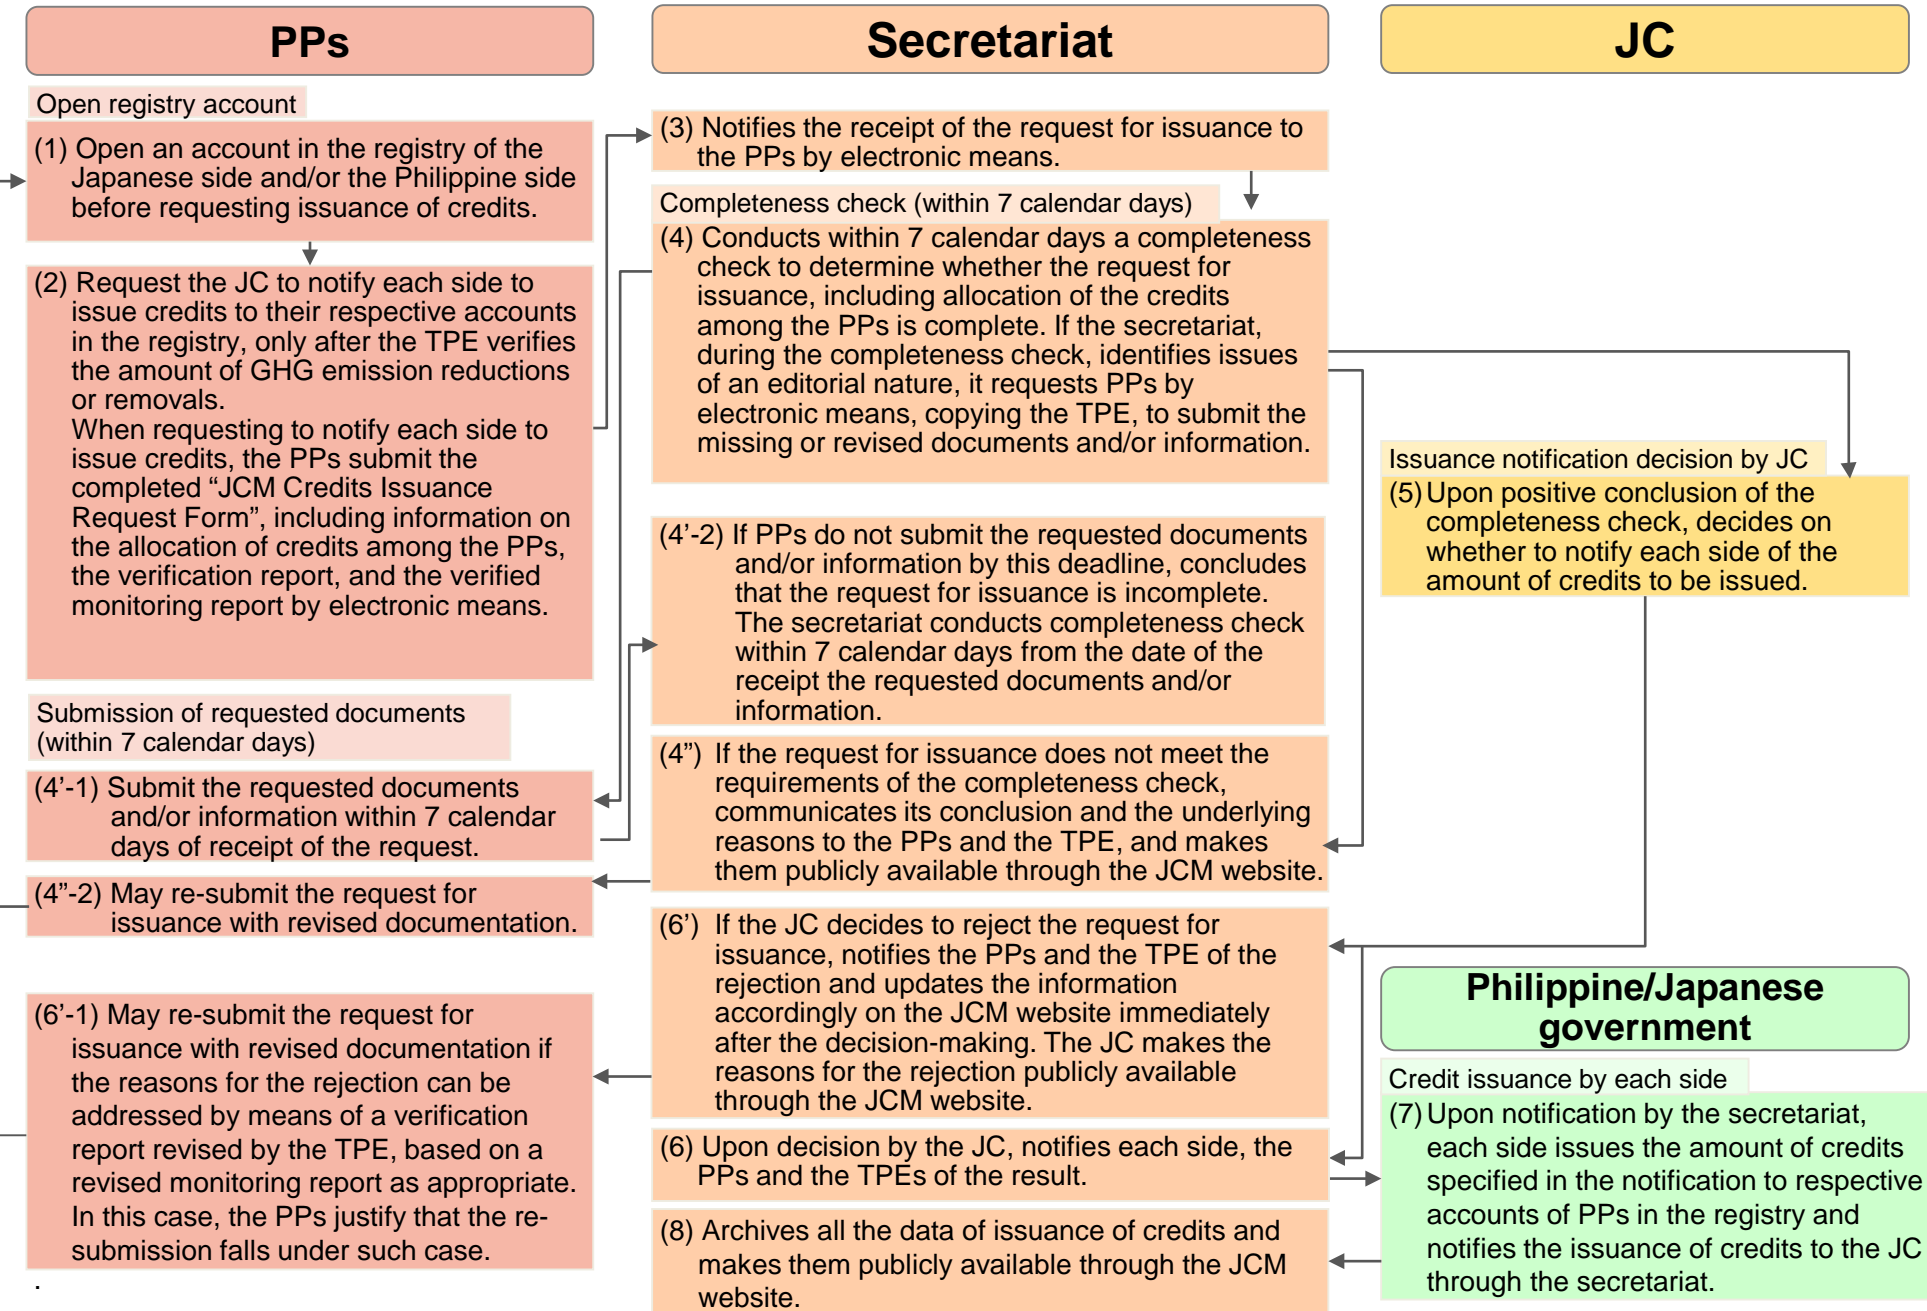 PPs
Secretariat
JC
Open registry account
(1) Open an account in the registry of the
Japanese side and/or the Philippine side
before requesting issuance of credits.
(2) Request the JC to notify each side to
issue credits to their respective accounts
in the registry, only after the TPE verifies
the amount of GHG emission reductions
or removals.
When requesting to notify each side to
issue credits, the PPs submit the
completed “JCM Credits Issuance
Request Form”, including information on
the allocation of credits among the PPs,
the verification report, and the verified
monitoring report by electronic means.
Submission of requested documents
(within 7 calendar days)
(4’-1) Submit the requested documents
and/or information within 7 calendar
days of receipt of the request.
(4”-2) May re-submit the request for
issuance with revised documentation.
(6’-1) May re-submit the request for
issuance with revised documentation if
the reasons for the rejection can be
addressed by means of a verification
report revised by the TPE, based on a
revised monitoring report as appropriate.
In this case, the PPs justify that the re-
submission falls under such case.
.
(3) Notifies the receipt of the request for issuance to
the PPs by electronic means.
Completeness check (within 7 calendar days)
(4) Conducts within 7 calendar days a completeness
check to determine whether the request for
issuance, including allocation of the credits
among the PPs is complete. If the secretariat,
during the completeness check, identifies issues
of an editorial nature, it requests PPs by
electronic means, copying the TPE, to submit the
missing or revised documents and/or information.
(4’-2) If PPs do not submit the requested documents
and/or information by this deadline, concludes
that the request for issuance is incomplete.
The secretariat conducts completeness check
within 7 calendar days from the date of the
receipt the requested documents and/or
information.
(4”) If the request for issuance does not meet the
requirements of the completeness check,
communicates its conclusion and the underlying
reasons to the PPs and the TPE, and makes
them publicly available through the JCM website.
(6’) If the JC decides to reject the request for
issuance, notifies the PPs and the TPE of the
rejection and updates the information
accordingly on the JCM website immediately
after the decision-making. The JC makes the
reasons for the rejection publicly available
through the JCM website.
(6) Upon decision by the JC, notifies each side, the
PPs and the TPEs of the result.
(8) Archives all the data of issuance of credits and
makes them publicly available through the JCM
website.
Issuance notification decision by JC
(5) Upon positive conclusion of the
completeness check, decides on
whether to notify each side of the
amount of credits to be issued.
Philippine/Japanese
government
Credit issuance by each side
(7) Upon notification by the secretariat,
each side issues the amount of credits
specified in the notification to respective
accounts of PPs in the registry and
notifies the issuance of credits to the JC
through the secretariat.